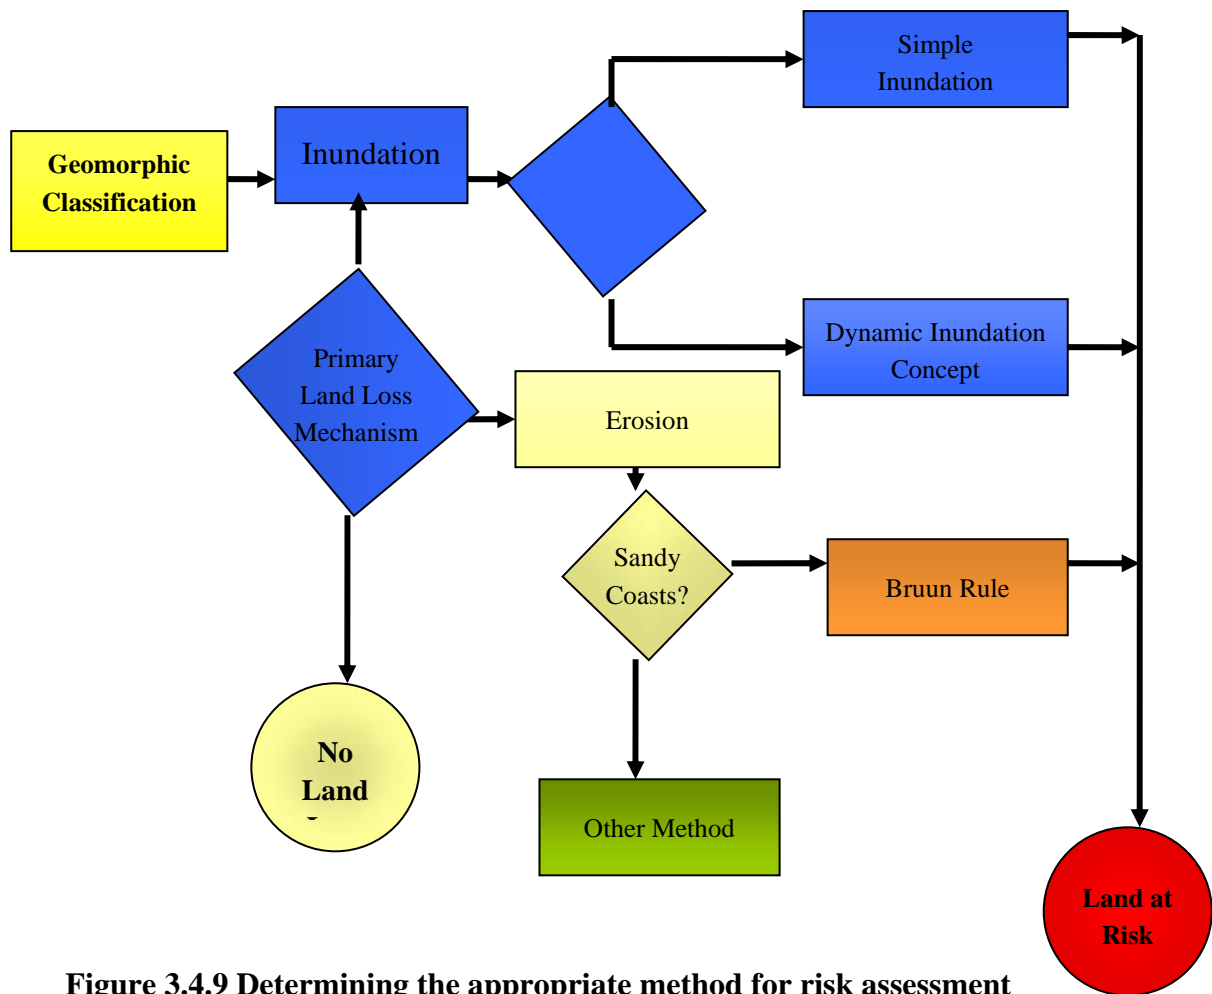 Simple
Inundation
Inundation
Geomorphic
Classification
Dynamic Inundation
Concept
Primary
Land Loss
Mechanism
Erosion
Sandy
Coasts?
Bruun Rule
No
Land
Other Method
Land at
Risk
Figure 3.4.9 Determining the appropriate method for risk assessment